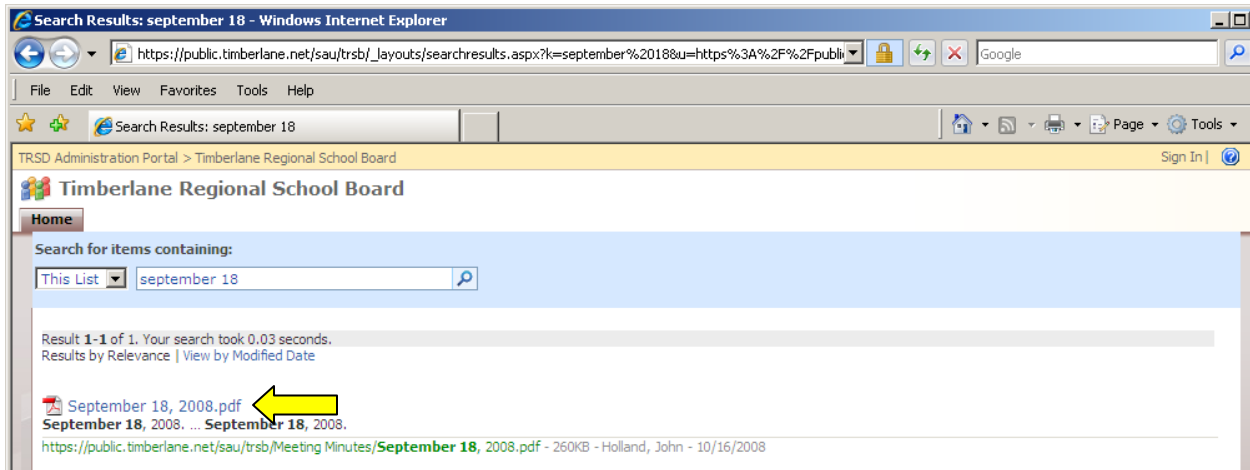 Search Results: september 18 - Windows Internet Explorer
https://public.timberlane.net/sau/trsb/_layouts/searchresults.aspx?k=september%2018&u=https%3A%2F%2Fpubli
Google
File Edit View Favorites Tools Help
Search Results: september 18
Page Tools
TRSD Administration Portal > Timberlane Regional School Board
Sign In |
Timberlane Regional School Board
Home
Search for items containing:
This List september 18
Result 1-1 of 1. Your search took 0.03 seconds.
Results by Relevance | View by Modified Date
September 18, 2008.pdf
September 18, 2008. ... September 18, 2008.
https://public.timberlane.net/sau/trsb/Meeting Minutes/September 18, 2008.pdf - 260KB - Holland, John - 10/16/2008